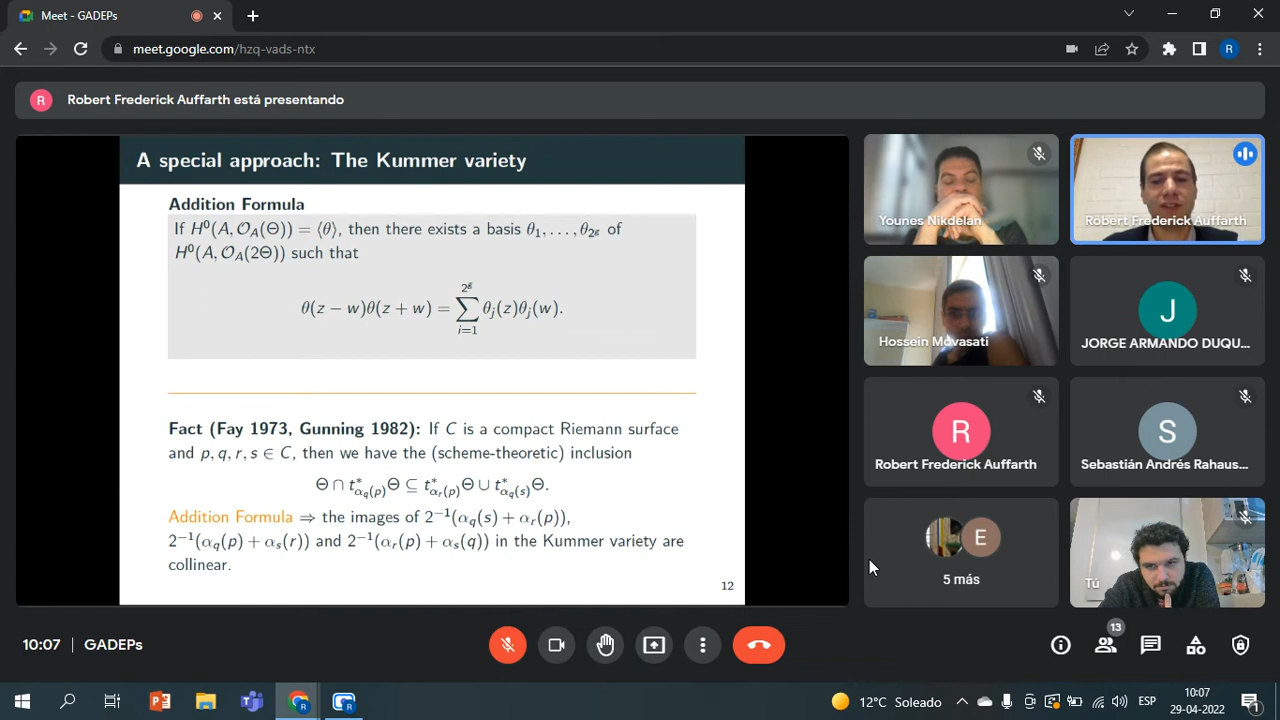 Meet - GADEPs
meet.google.com/hzq-vads-ntx
R
R
Robert Frederick Auffarth está presentando
A special approach: The Kummer variety
Addition Formula
If H⁰(A, 𝒪_A(Θ)) = ⟨θ⟩, then there exists a basis θ₁, . . . , θ_{2^g} of
H⁰(A, 𝒪_A(2Θ)) such that
θ(z − w)θ(z + w) = ∑_{i=1}^{2^g} θ_j(z)θ_j(w).
Fact (Fay 1973, Gunning 1982): If C is a compact Riemann surface
and p, q, r, s ∈ C, then we have the (scheme-theoretic) inclusion
Θ ∩ t*_{α_q(p)}Θ ⊆ t*_{α_r(p)}Θ ∪ t*_{α_q(s)}Θ.
Addition Formula ⇒ the images of 2⁻¹(α_q(s) + α_r(p)),
2⁻¹(α_q(p) + α_s(r)) and 2⁻¹(α_r(p) + α_s(q)) in the Kummer variety are
collinear.
12
Younes Nikdelan
Robert Frederick Auffarth
Hossein Movasati
J
JORGE ARMANDO DUQU...
R
Robert Frederick Auffarth
S
Sebastián Andrés Rahaus...
E
5 más
Tú
10:07
GADEPs
13
12°C Soleado
ESP
10:07
29-04-2022
1